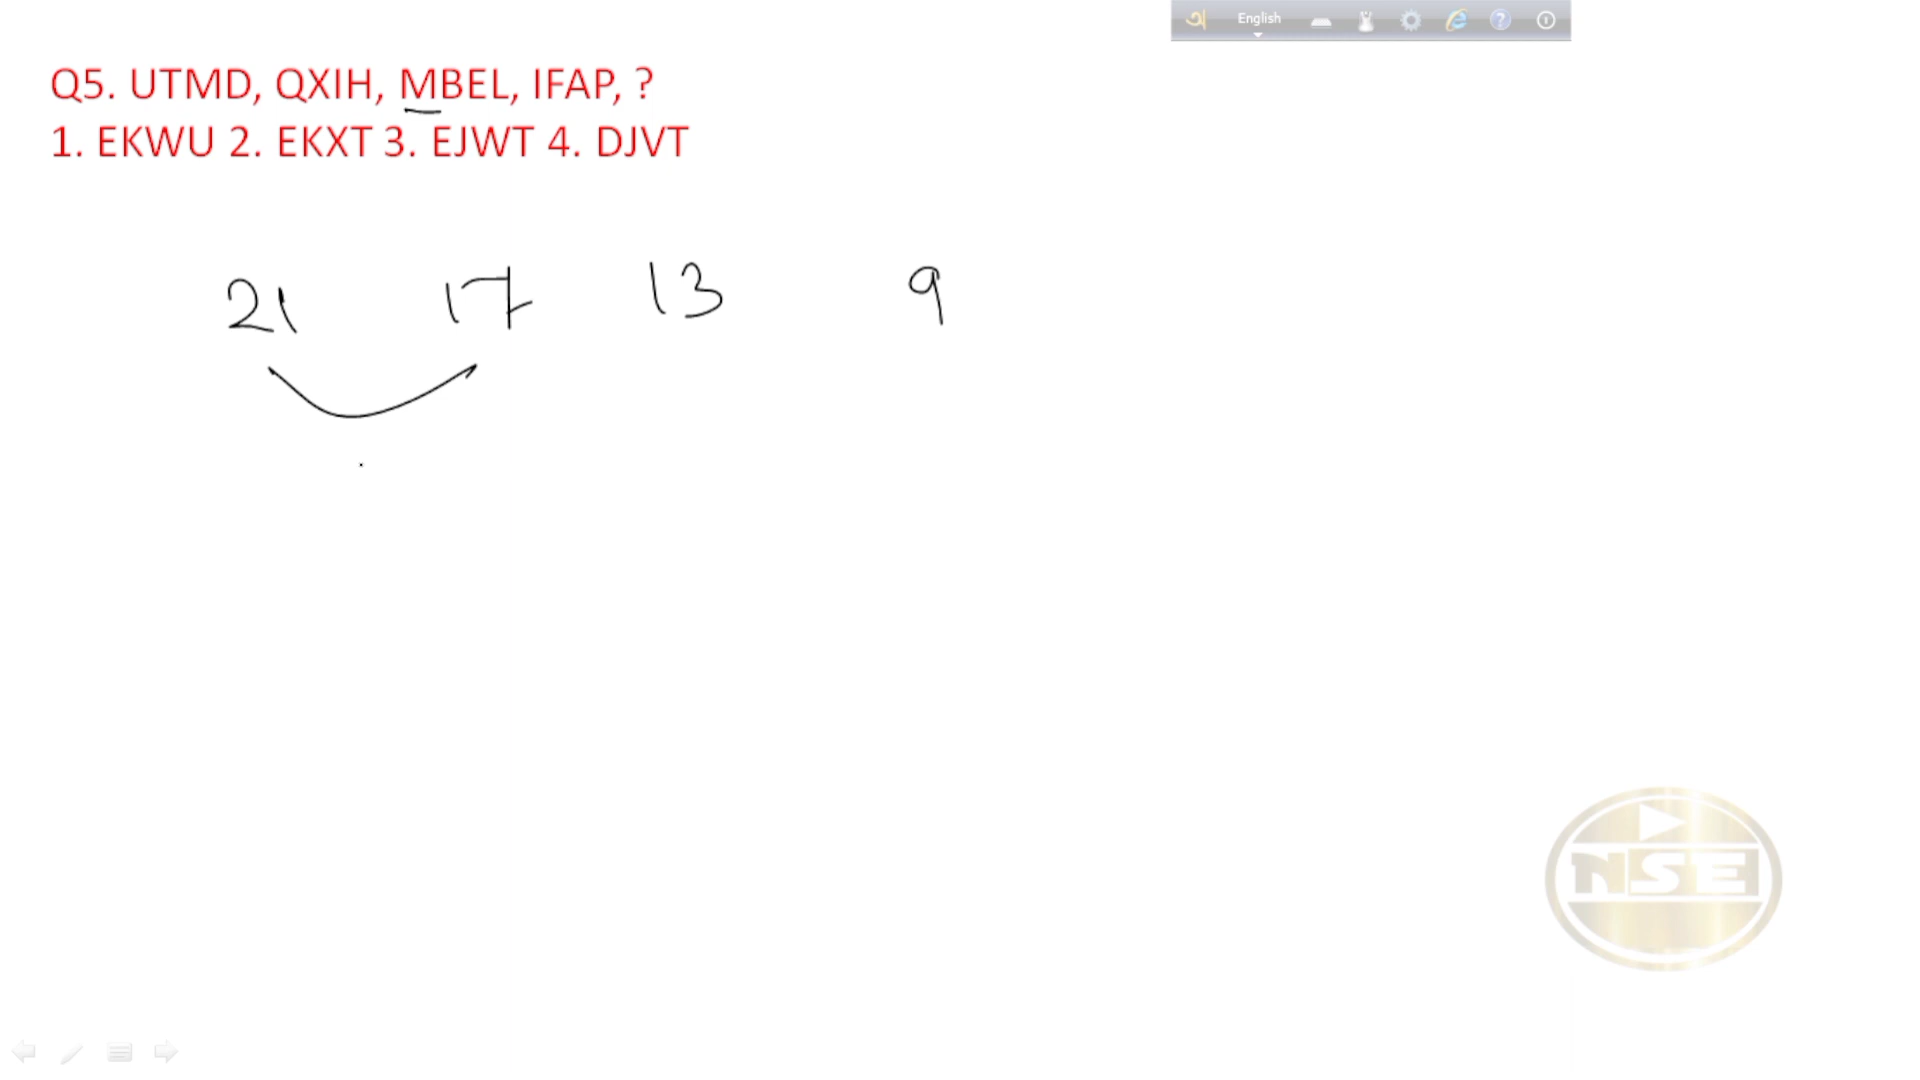 English
Q5. UTMD, QXIH, MBEL, IFAP, ?
1. EKWU 2. EKXT 3. EJWT 4. DJVT
21 17 13 9
NSE